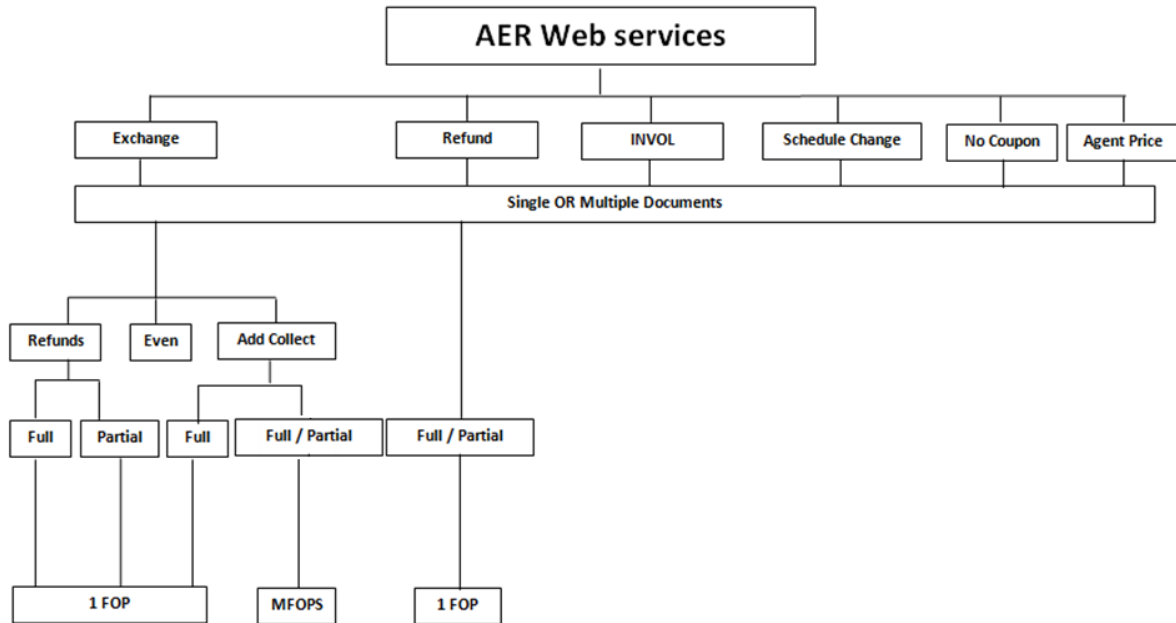 AER Web services
Exchange
Refund
INVOL
Schedule Change
No Coupon
Agent Price
Single OR Multiple Documents
Refunds
Even
Add Collect
Full
Partial
Full
Full / Partial
Full / Partial
1 FOP
MFOPS
1 FOP